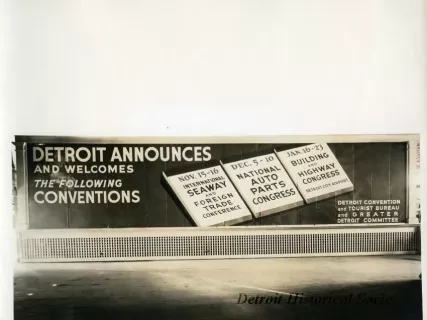 DETROIT ANNOUNCES
AND WELCOMES
THE FOLLOWING
CONVENTIONS
NOV. 15-16
INTERNATIONAL
SEAWAY
AND
FOREIGN
TRADE
CONFERENCE
DEC. 5-10
NATIONAL
AUTO
PARTS
CONGRESS
JAN. 16-23
BUILDING
AND
HIGHWAY
CONGRESS
DETROIT CONVENTION
and TOURIST BUREAU
and GREATER
DETROIT COMMITTEE
Detroit Historical Socie